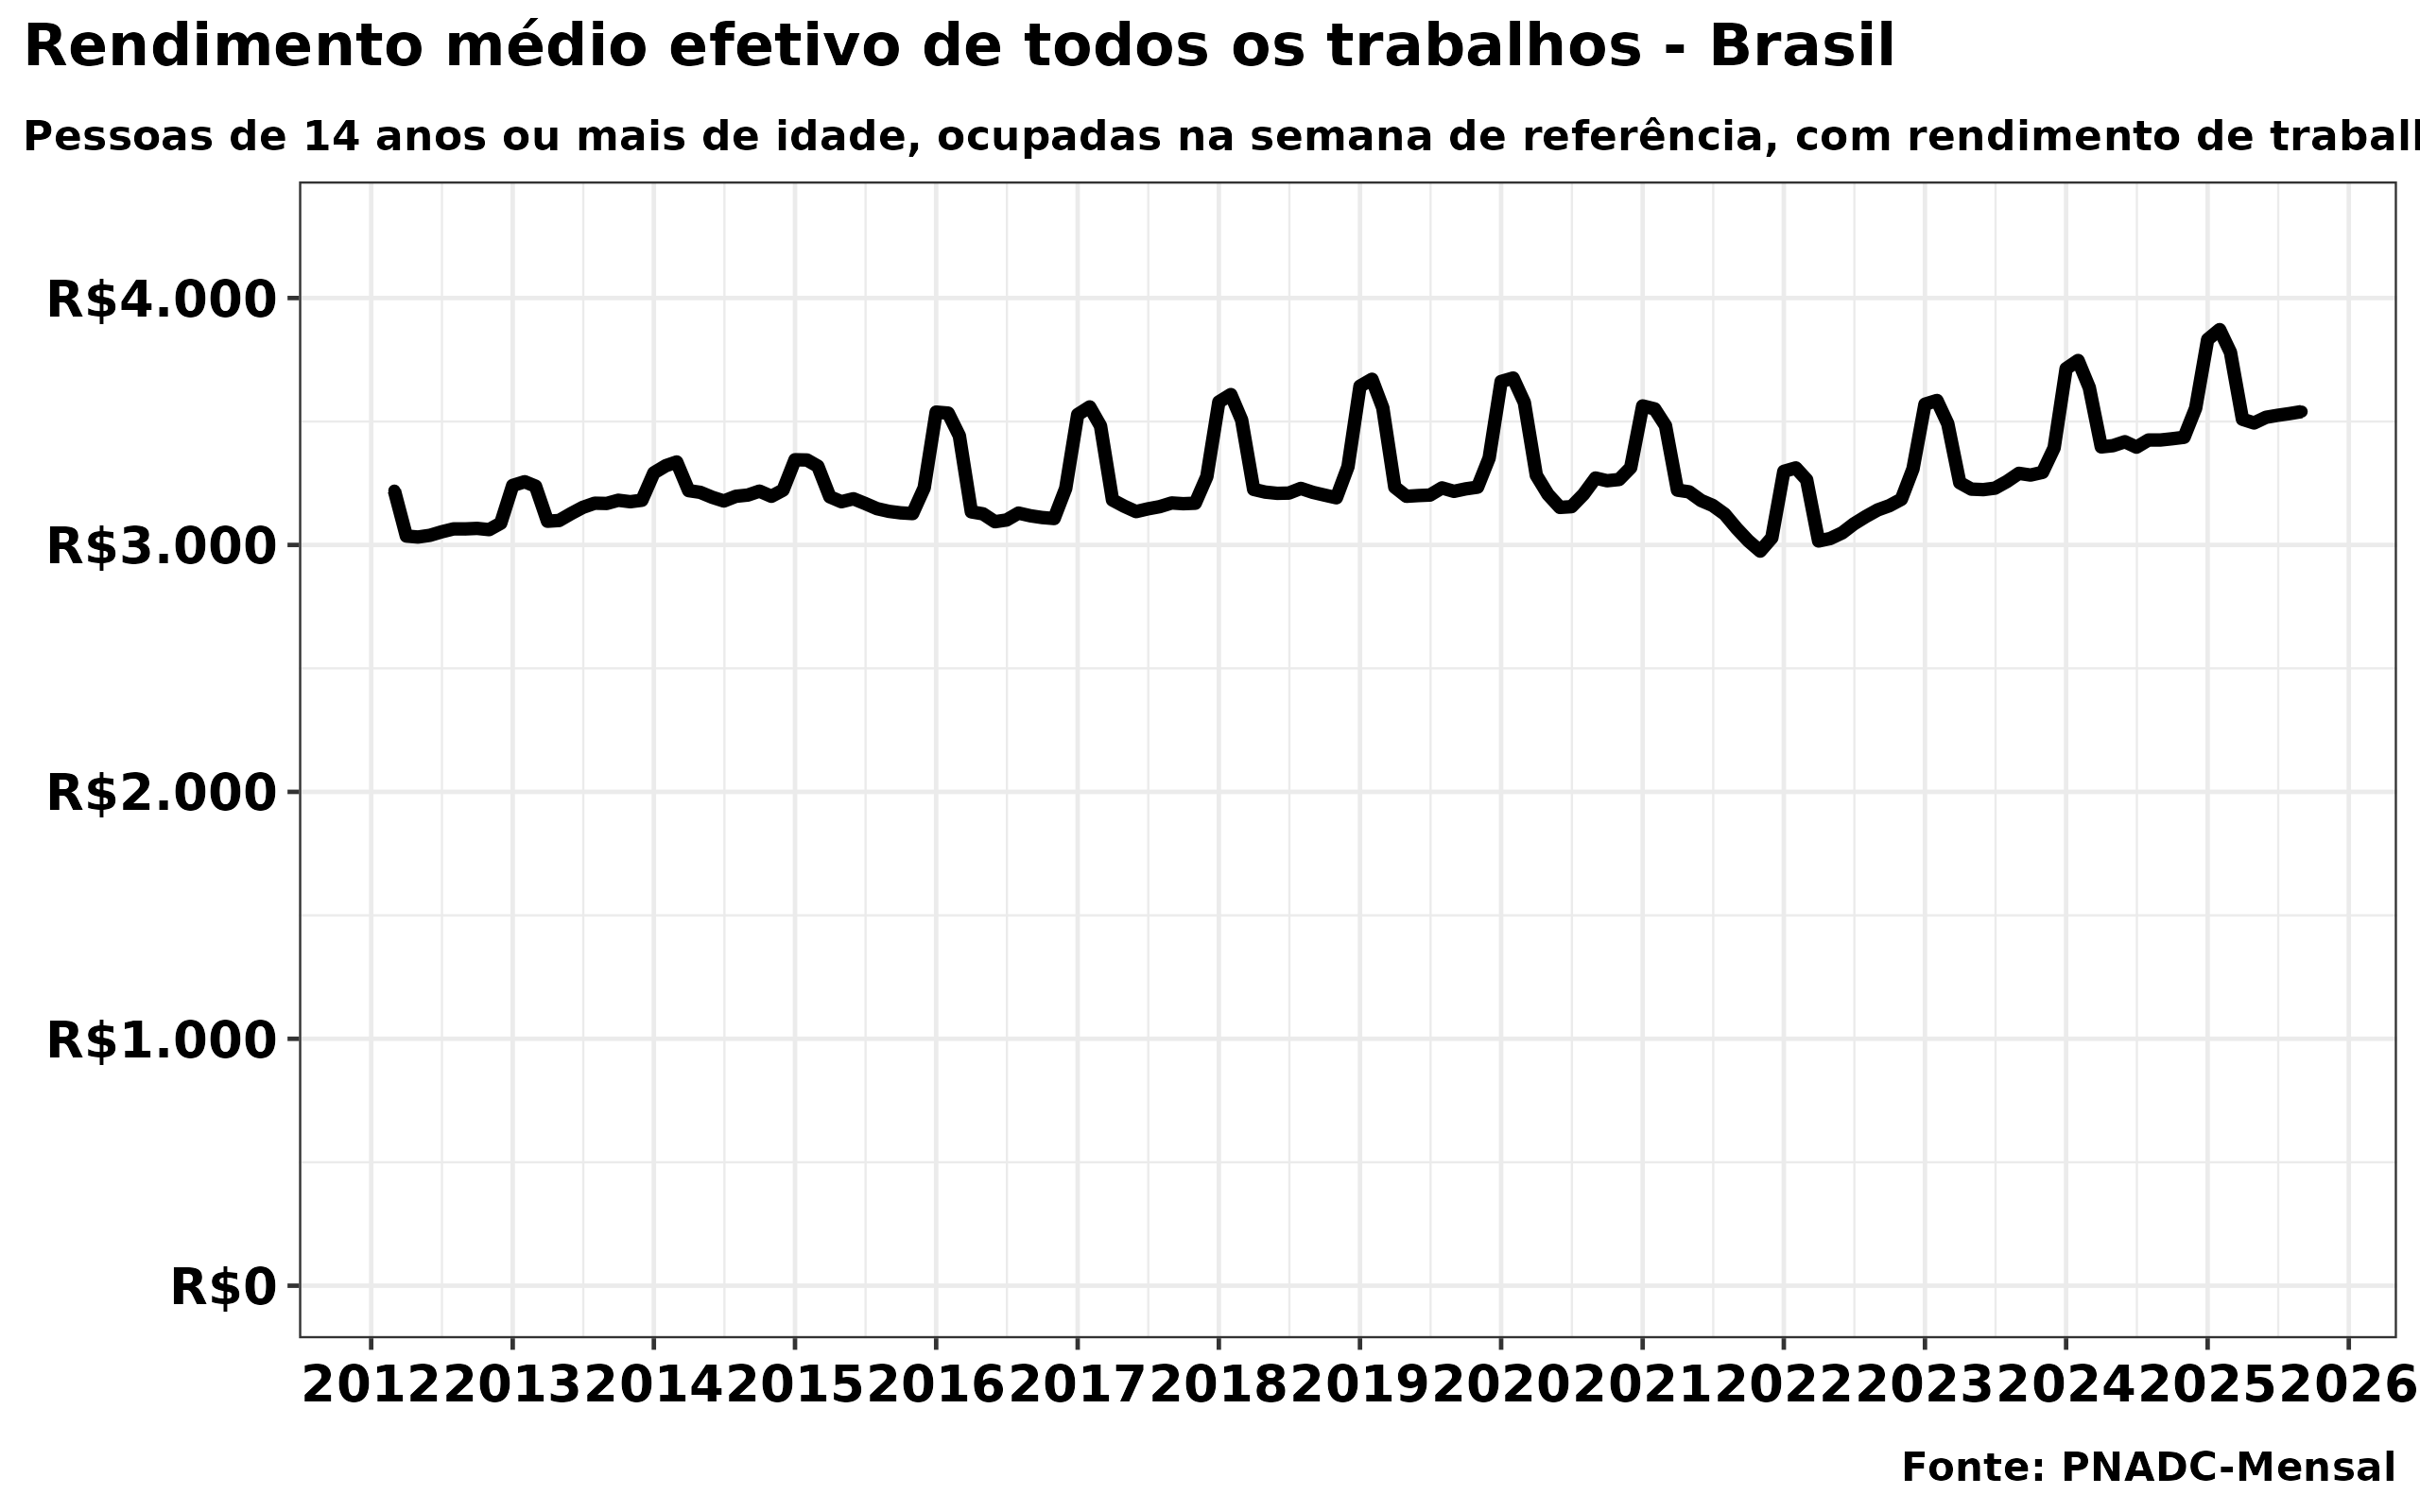 Rendimento médio efetivo de todos os trabalhos - Brasil
Pessoas de 14 anos ou mais de idade, ocupadas na semana de referência, com rendimento de
R$4.000
R$3.000
R$2.000
R$1.000
R$0
2012 2013 2014 2015 2016 2017 2018 2019 2020 2021 2022 2023 2024 2025 2026
Fonte: PNADC-Mensal